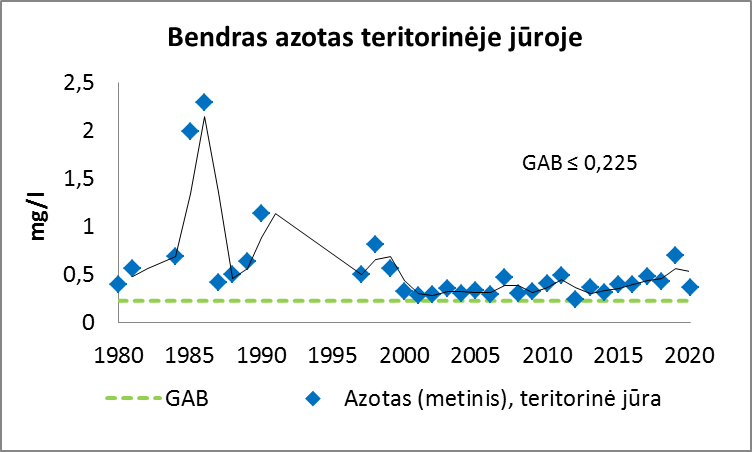 Bendras azotas teritorinėje jūroje
2,5
2
1,5
1
0,5
0
mg/l
GAB ≤ 0,225
1980 1985 1990 1995 2000 2005 2010 2015 2020
GAB
Azotas (metinis), teritorinė jūra